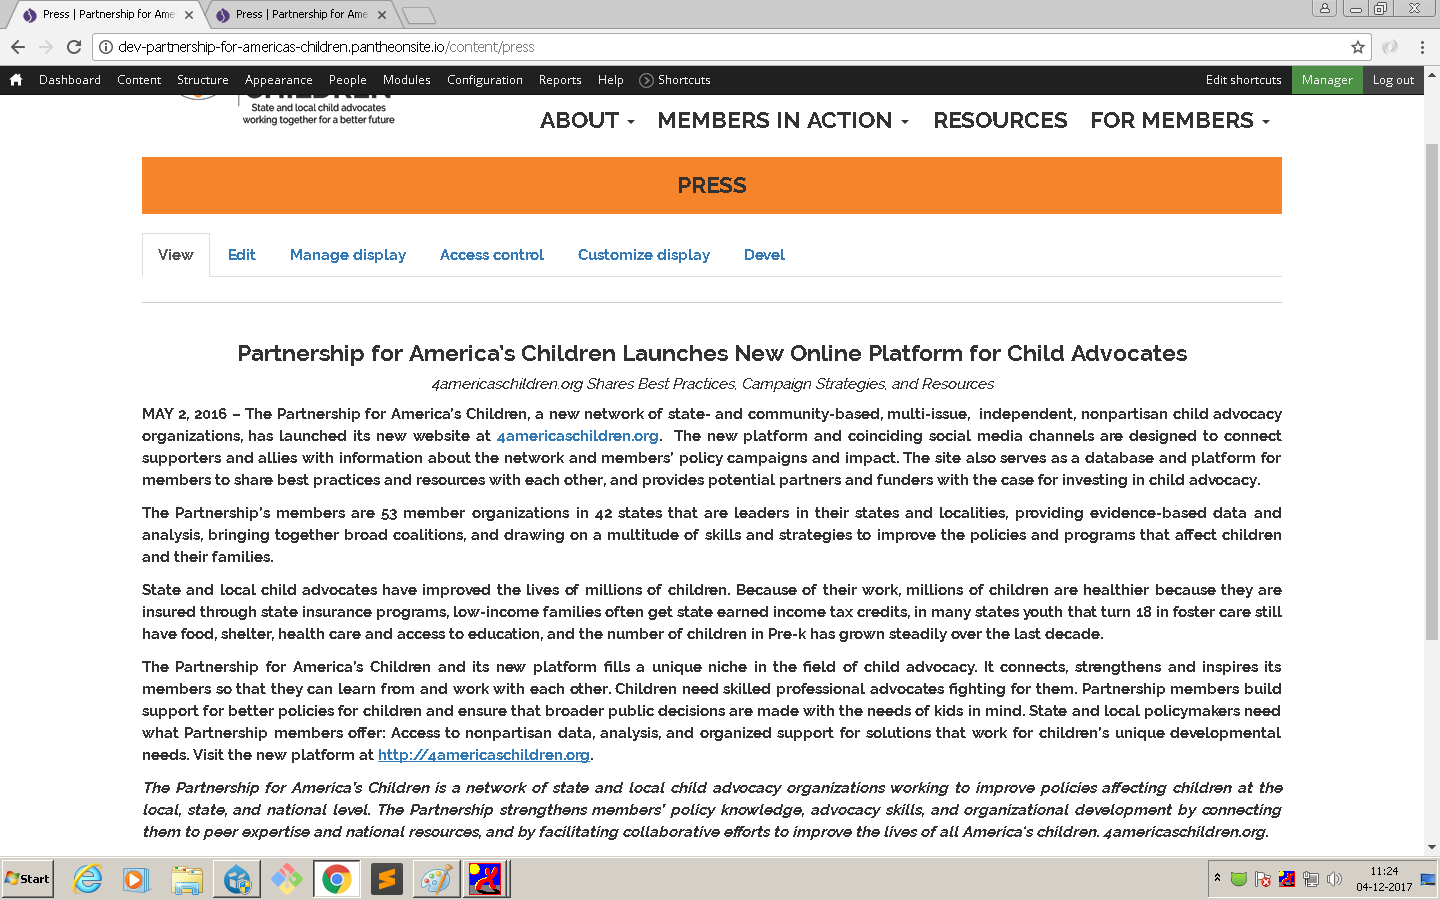 Press | Partnership for Ame
Press | Partnership for Ame
dev-partnership-for-americas-children.pantheonsite.io/content/press
Dashboard Content Structure Appearance People Modules Configuration Reports Help Shortcuts Edit shortcuts Manager Log out
CHILDREN
State and local child advocates
working together for a better future
ABOUT MEMBERS IN ACTION RESOURCES FOR MEMBERS
PRESS
View Edit Manage display Access control Customize display Devel
Partnership for America's Children Launches New Online Platform for Child Advocates
4americaschildren.org Shares Best Practices, Campaign Strategies, and Resources
MAY 2, 2016 – The Partnership for America's Children, a new network of state- and community-based, multi-issue, independent, nonpartisan child advocacy
organizations, has launched its new website at 4americaschildren.org. The new platform and coinciding social media channels are designed to connect
supporters and allies with information about the network and members' policy campaigns and impact. The site also serves as a database and platform for
members to share best practices and resources with each other, and provides potential partners and funders with the case for investing in child advocacy.
The Partnership's members are 53 member organizations in 42 states that are leaders in their states and localities, providing evidence-based data and
analysis, bringing together broad coalitions, and drawing on a multitude of skills and strategies to improve the policies and programs that affect children
and their families.
State and local child advocates have improved the lives of millions of children. Because of their work, millions of children are healthier because they are
insured through state insurance programs, low-income families often get state earned income tax credits, in many states youth that turn 18 in foster care still
have food, shelter, health care and access to education, and the number of children in Pre-k has grown steadily over the last decade.
The Partnership for America's Children and its new platform fills a unique niche in the field of child advocacy. It connects, strengthens and inspires its
members so that they can learn from and work with each other. Children need skilled professional advocates fighting for them. Partnership members build
support for better policies for children and ensure that broader public decisions are made with the needs of kids in mind. State and local policymakers need
what Partnership members offer: Access to nonpartisan data, analysis, and organized support for solutions that work for children's unique developmental
needs. Visit the new platform at http://4americaschildren.org.
The Partnership for America's Children is a network of state and local child advocacy organizations working to improve policies affecting children at the
local, state, and national level. The Partnership strengthens members' policy knowledge, advocacy skills, and organizational development by connecting
them to peer expertise and national resources, and by facilitating collaborative efforts to improve the lives of all America's children. 4americaschildren.org.
Start
11:24
04-12-2017